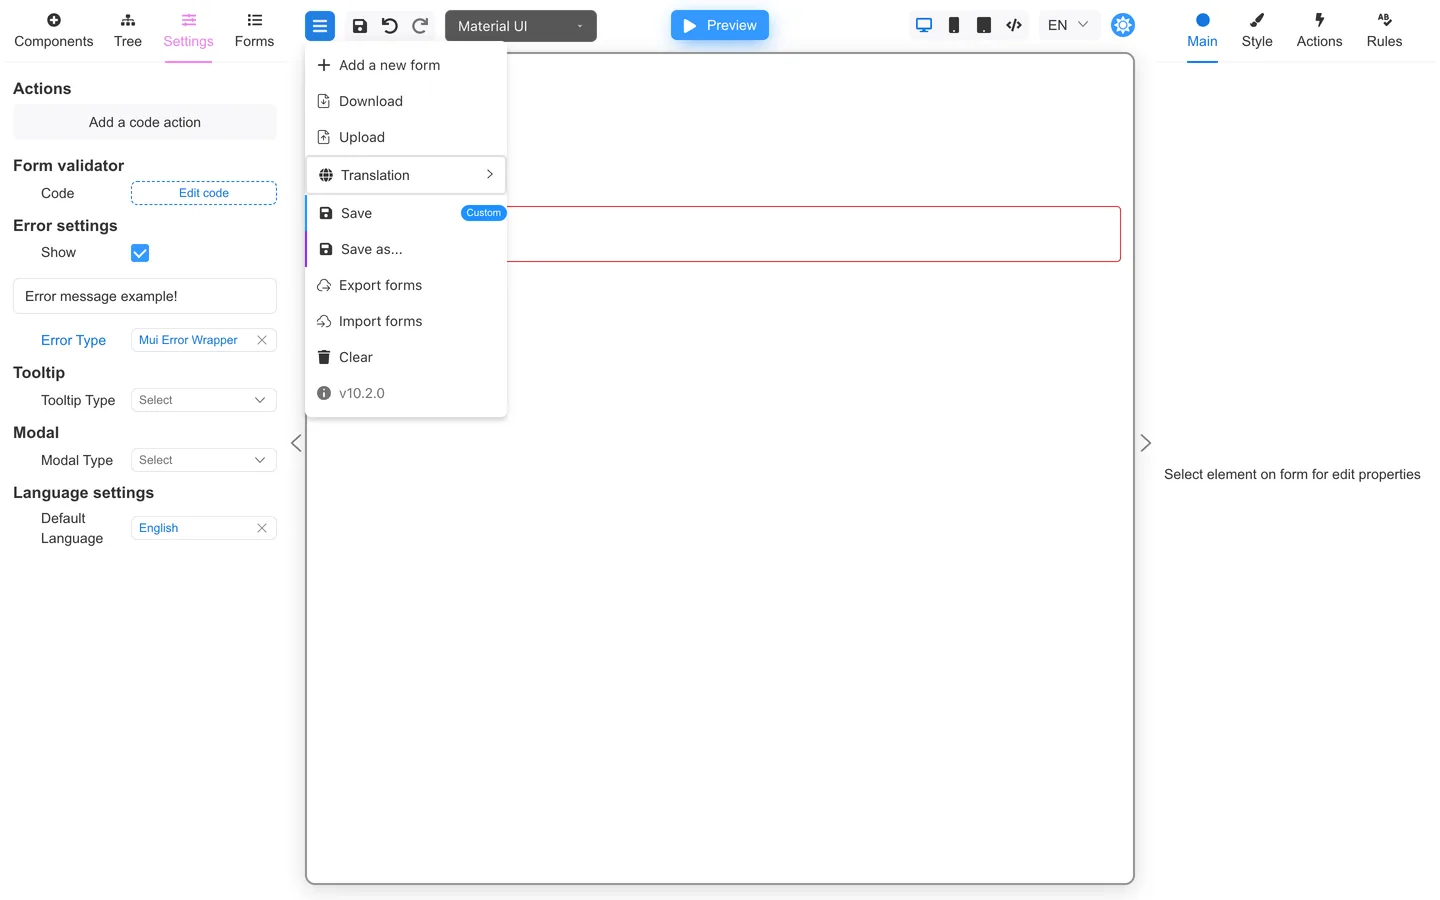 Components
Tree
Settings
Forms
Material UI
Preview
EN
Main
Style
Actions
Rules
Actions
Add a code action
Form validator
Code
Edit code
Error settings
Show
Error message example!
Error Type
Mui Error Wrapper
Tooltip
Tooltip Type
Select
Modal
Modal Type
Select
Language settings
Default
Language
English
Add a new form
Download
Upload
Translation
Save
Custom
Save as...
Export forms
Import forms
Clear
v10.2.0
Select element on form for edit properties